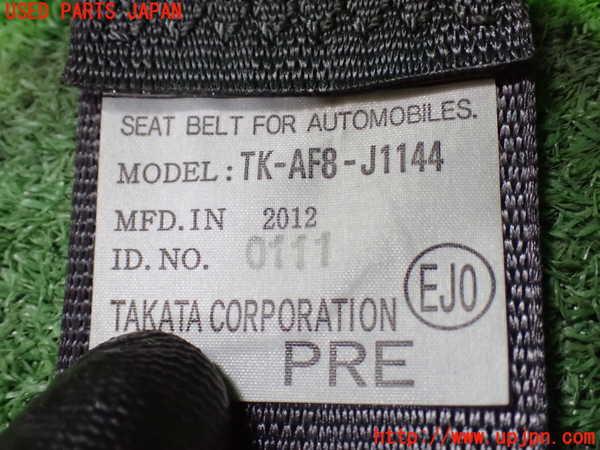 USED PARTS JAPAN
SEAT BELT FOR AUTOMOBILES.
MODEL: TK-AF8-J1144
MFD. IN 2012
ID. NO. 0111
EJ0
TAKATA CORPORATION
PRE
http://www.upjpn.com